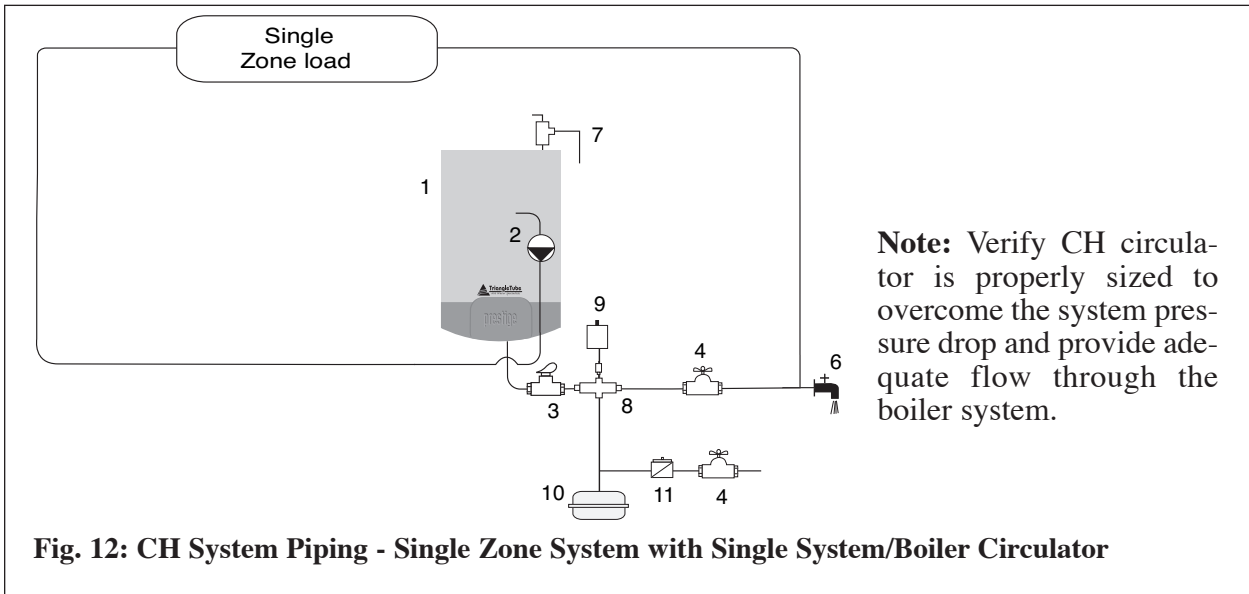 Single
Zone load
7
1
2
TriangleTube
prestige
9
4
6
3
8
10
11
4
Note: Verify CH circula-
tor is properly sized to
overcome the system pres-
sure drop and provide ade-
quate flow through the
boiler system.
Fig. 12: CH System Piping - Single Zone System with Single System/Boiler Circulator